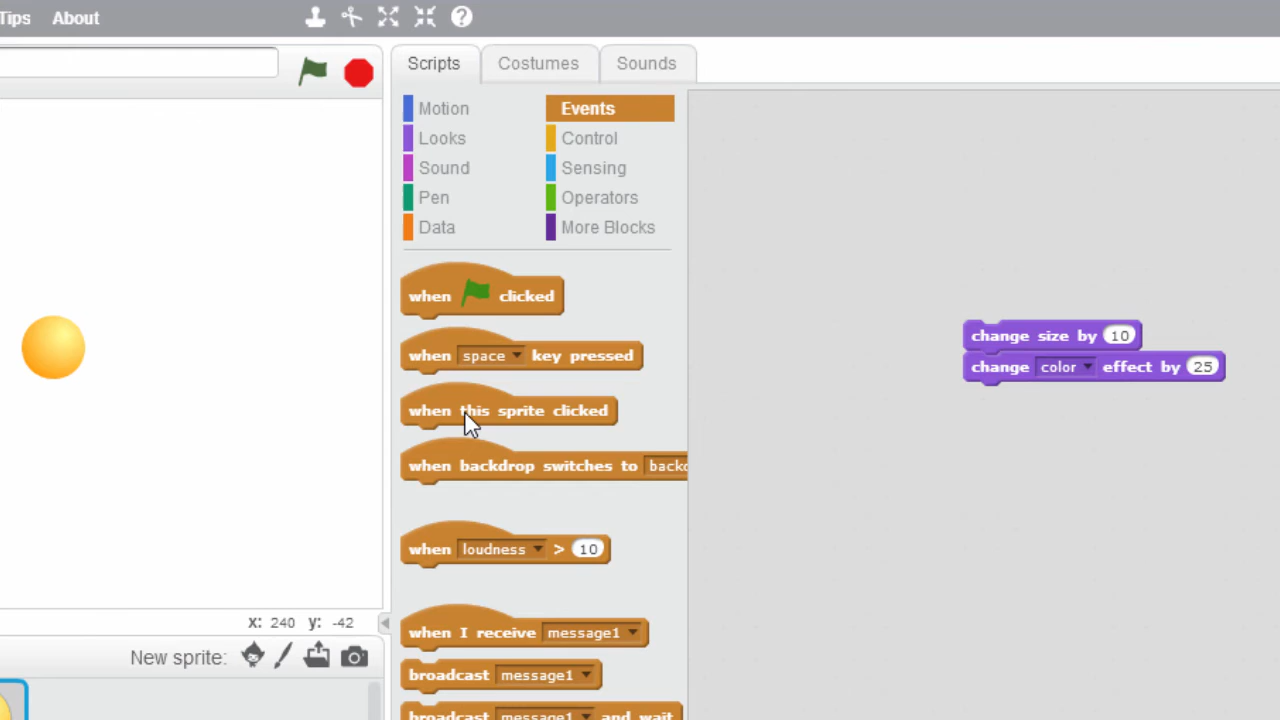 Tips About
Scripts Costumes Sounds
Motion Events
Looks Control
Sound Sensing
Pen Operators
Data More Blocks
when clicked
when space key pressed
when this sprite clicked
when backdrop switches to
when loudness > 10
when I receive message1
broadcast message1
broadcast message1 and wait
change size by 10
change color effect by 25
x: 240 y: -42
New sprite: